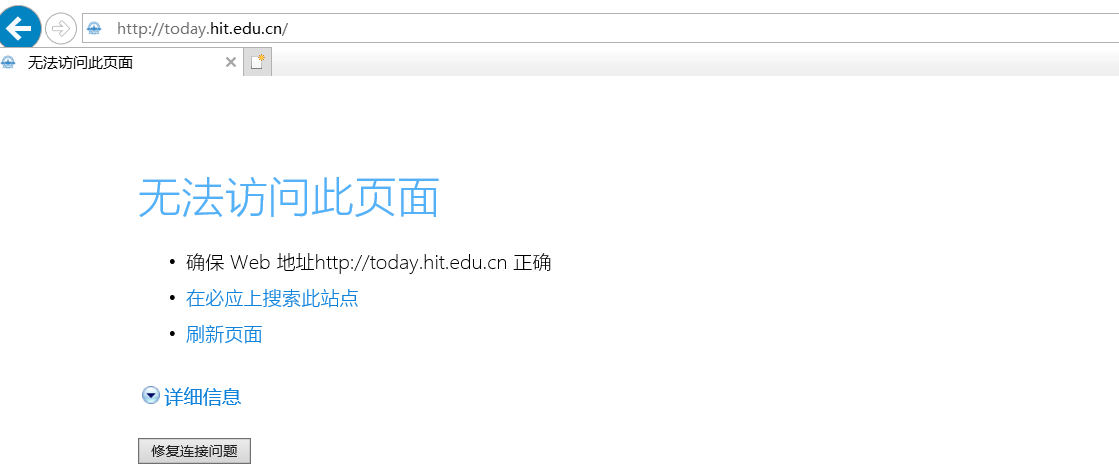 http://today.hit.edu.cn/
无法访问此页面
无法访问此页面
• 确保 Web 地址http://today.hit.edu.cn 正确
• 在必应上搜索此站点
• 刷新页面
详细信息
修复连接问题